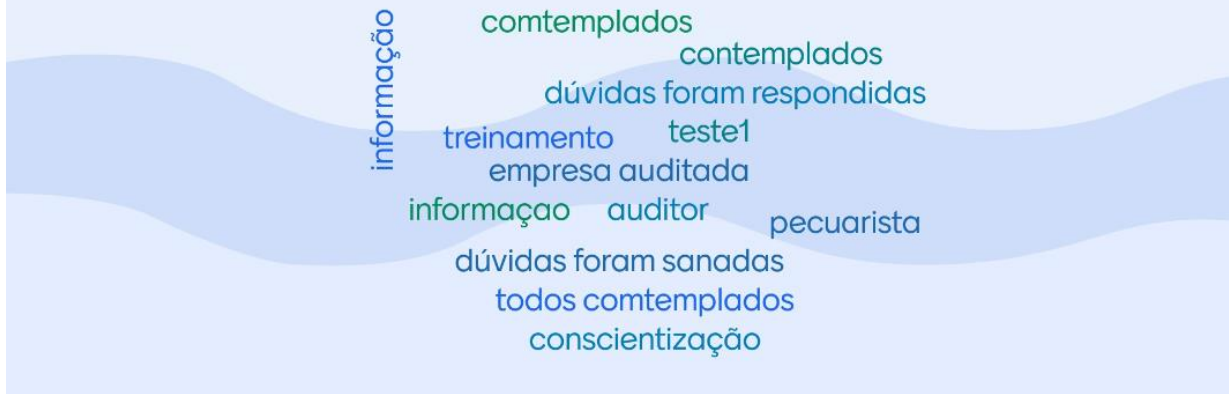 informação
comtemplados
contemplados
dúvidas foram respondidas
treinamento
teste1
empresa auditada
informaçao
auditor
pecuarista
dúvidas foram sanadas
todos comtemplados
conscientização